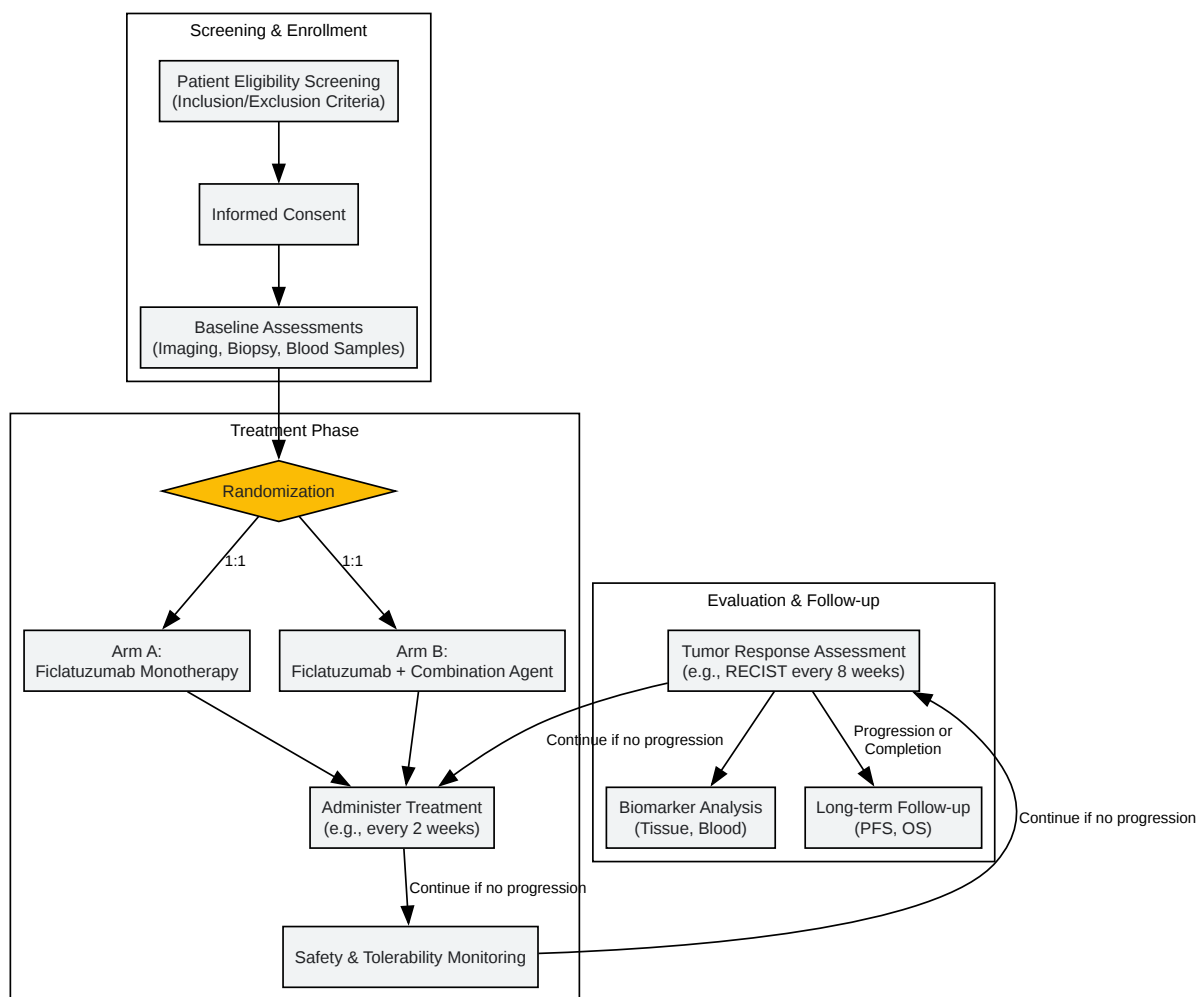 Screening & Enrollment
Patient Eligibility Screening
(Inclusion/Exclusion Criteria)
Informed Consent
Baseline Assessments
(Imaging, Biopsy, Blood Samples)
Treatment Phase
Randomization
1:1
1:1
Arm A:
Ficlatuzumab Monotherapy
Arm B:
Ficlatuzumab + Combination Agent
Administer Treatment
(e.g., every 2 weeks)
Continue if no progression
Safety & Tolerability Monitoring
Evaluation & Follow-up
Tumor Response Assessment
(e.g., RECIST every 8 weeks)
Continue if no progression
Progression or
Completion
Biomarker Analysis
(Tissue, Blood)
Long-term Follow-up
(PFS, OS)
Continue if no progression